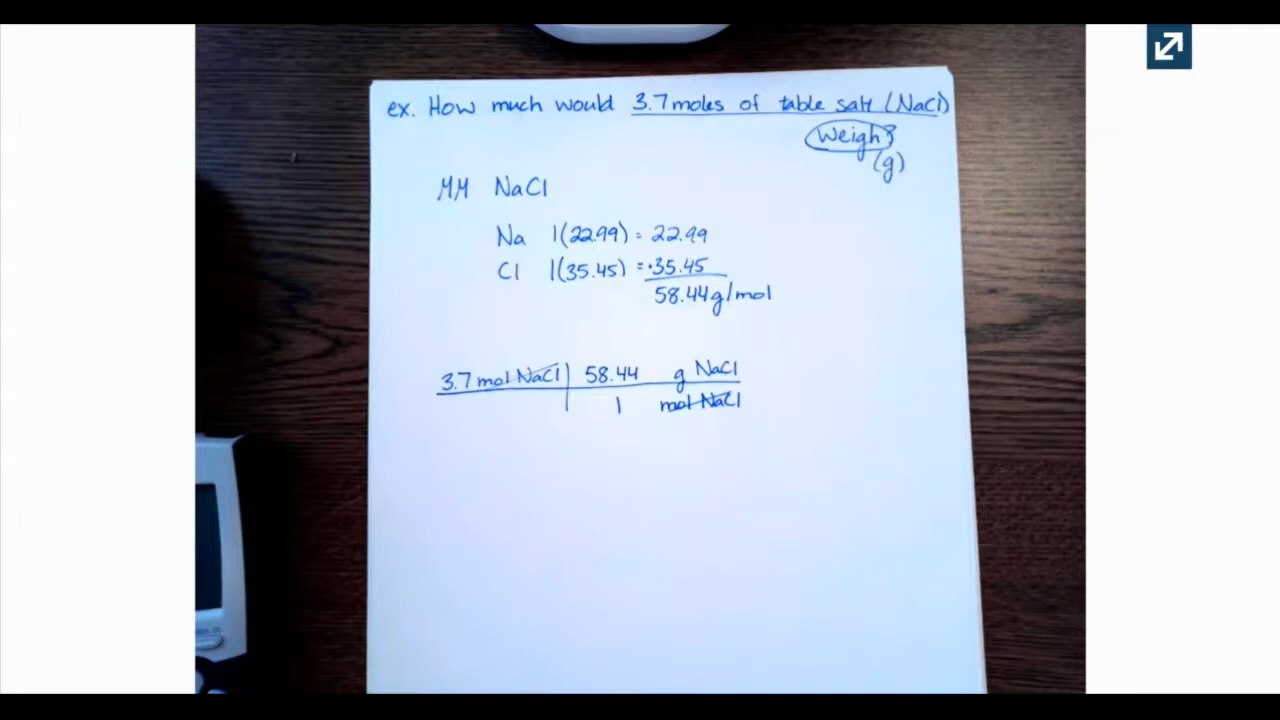 ex. How much would 3.7 moles of table salt (NaCl)
weigh?
(g)
MM NaCl
Na 1(22.99) = 22.99
Cl 1(35.45) = +35.45
58.44 g/mol
3.7 mol NaCl | 58.44 g NaCl
1 mol NaCl